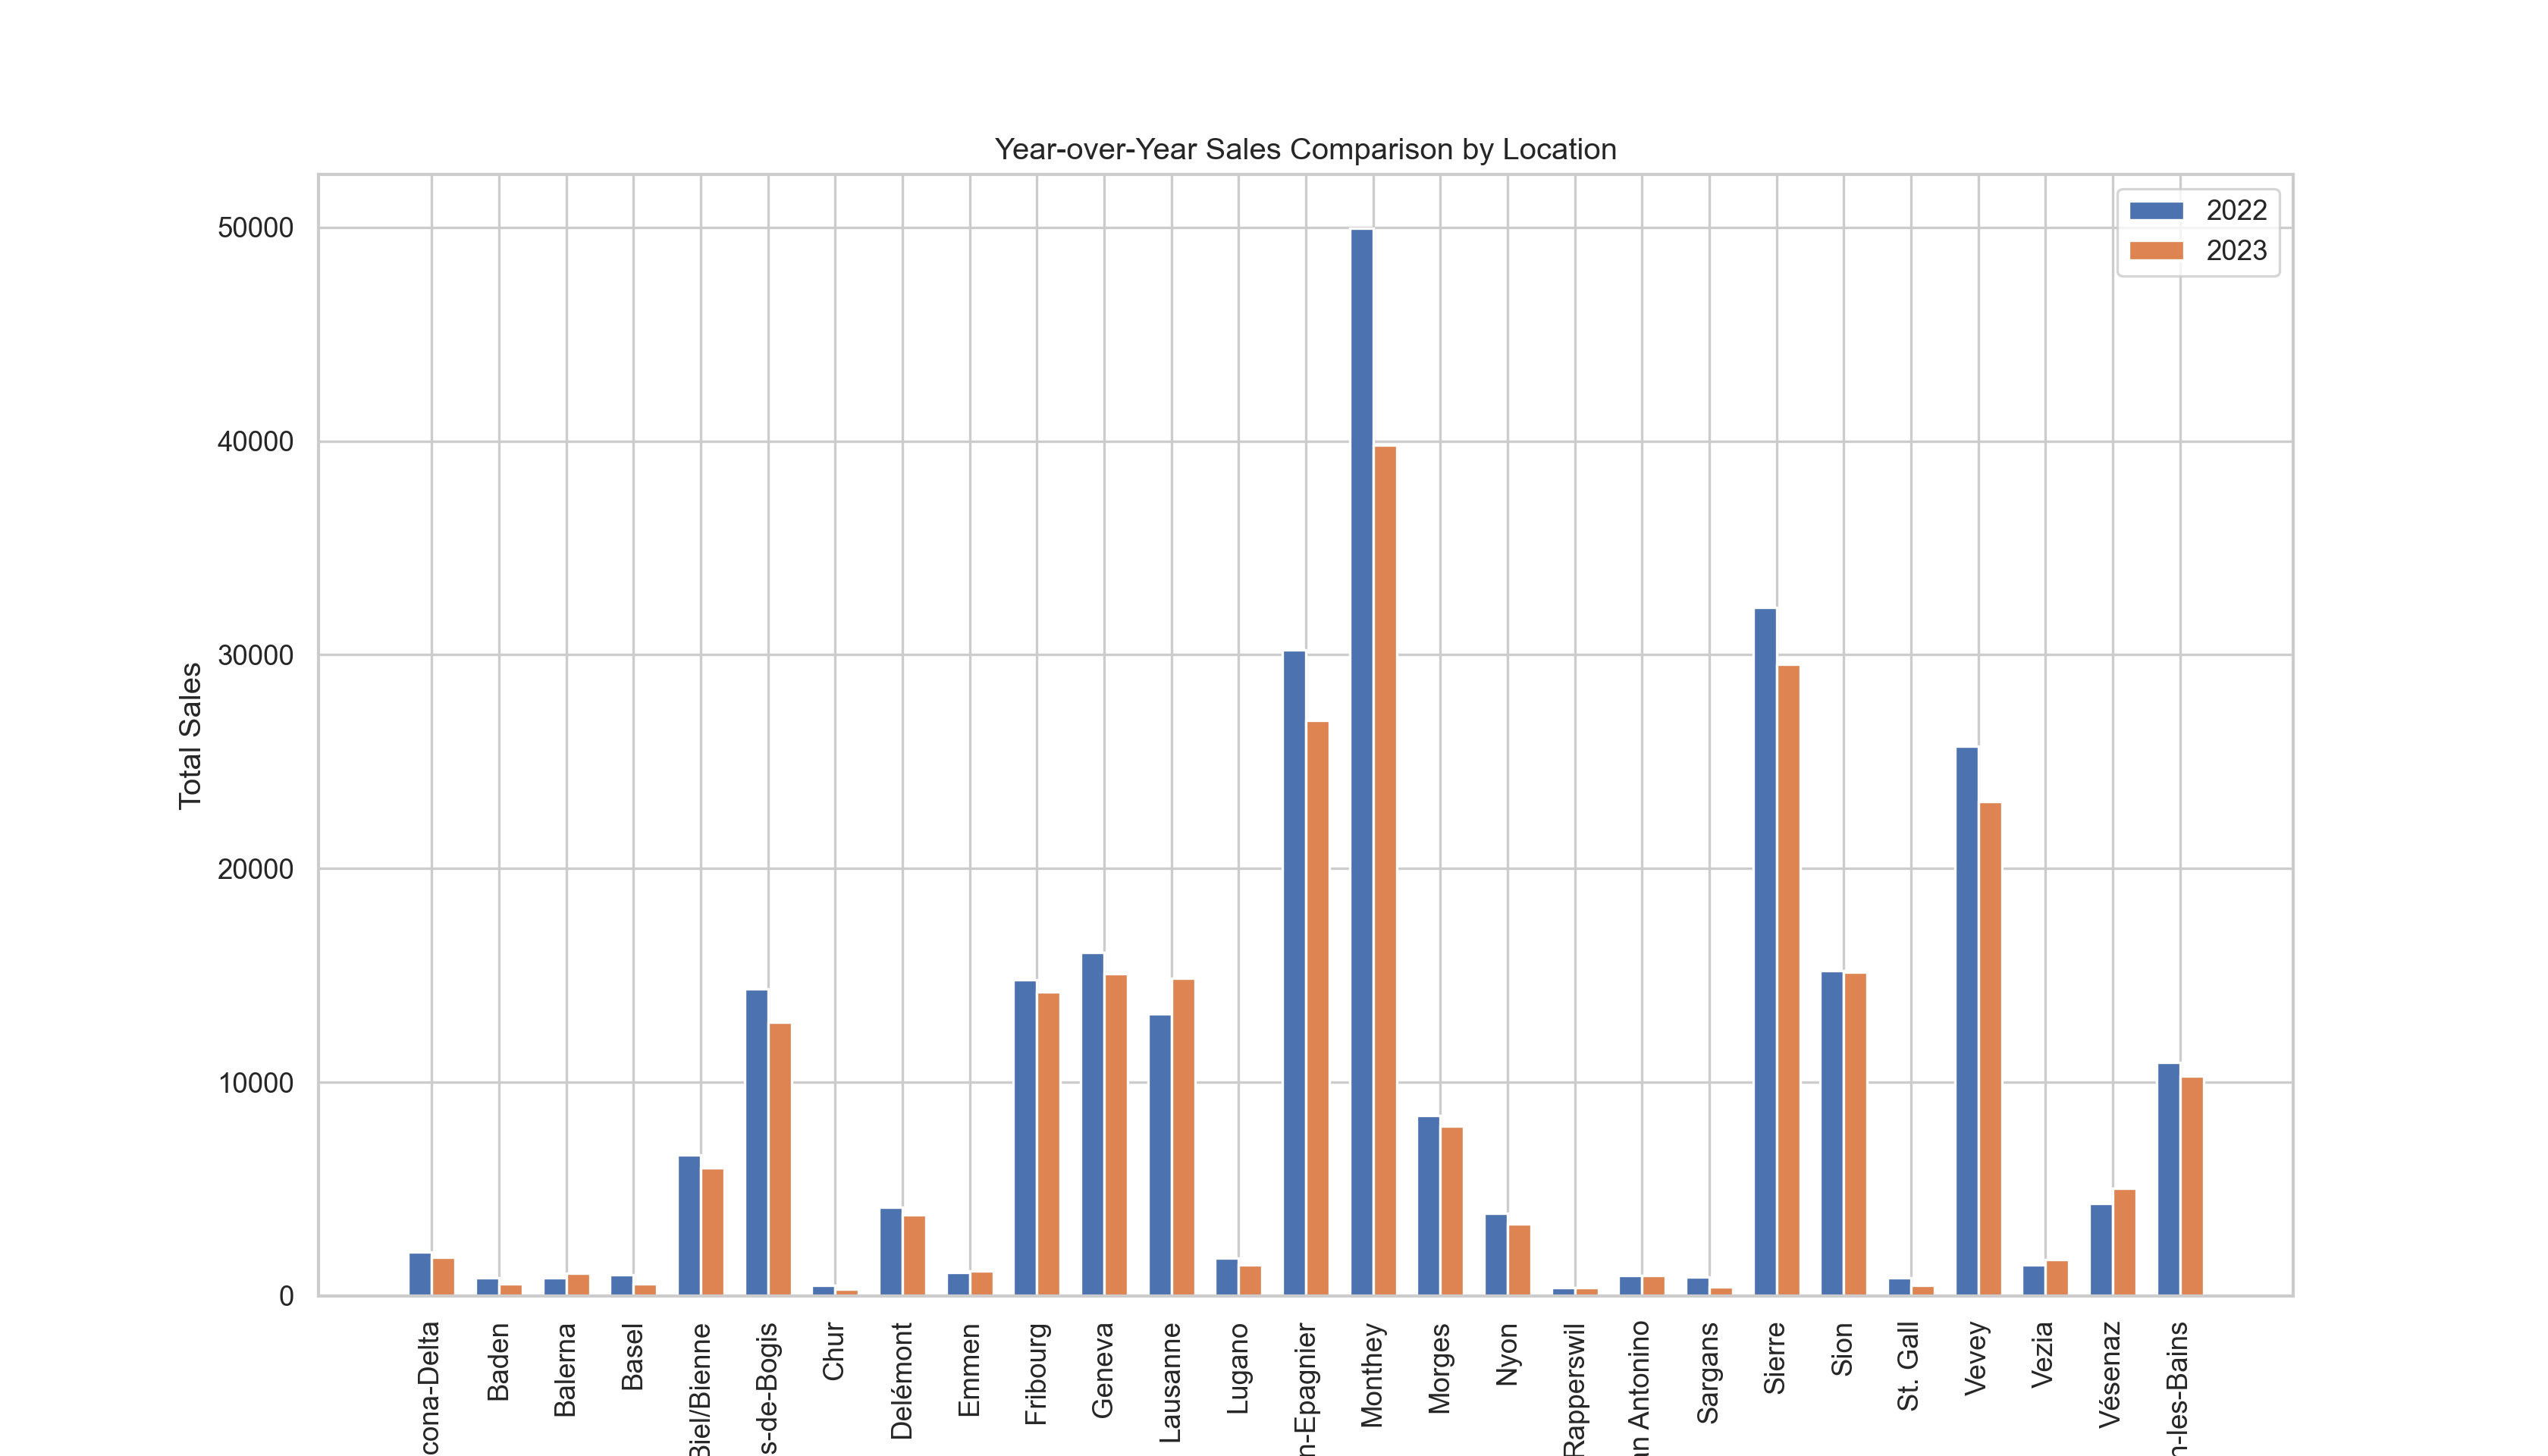 Year-over-Year Sales Comparison by Location
2022
2023
50000
40000
30000
20000
10000
0
Total Sales
cona-Delta
Baden
Balerna
Basel
Biel/Bienne
s-de-Bogis
Chur
Delémont
Emmen
Fribourg
Geneva
Lausanne
Lugano
n-Epagnier
Monthey
Morges
Nyon
Rapperswil
an Antonino
Sargans
Sierre
Sion
St. Gall
Vevey
Vezia
Vésenaz
n-les-Bains